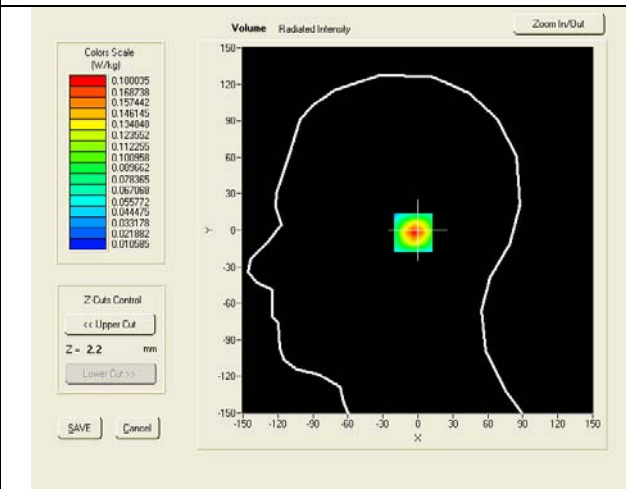 Volume Radiated Intensity
Zoom In/Out
Colors Scale
(W/kg)
0.180035
0.168738
0.157442
0.146145
0.134848
0.123552
0.112255
0.100958
0.089662
0.078365
0.067068
0.055772
0.044475
0.033178
0.021882
0.010585
Z-Cuts Control
<< Upper Cut
Z = 2.2 mm
Lower Cut >>
SAVE Cancel
150
120
90
60
30
0
-30
-60
-90
-120
-150
Y
-150 -120 -90 -60 -30 0 30 60 90 120 150
X